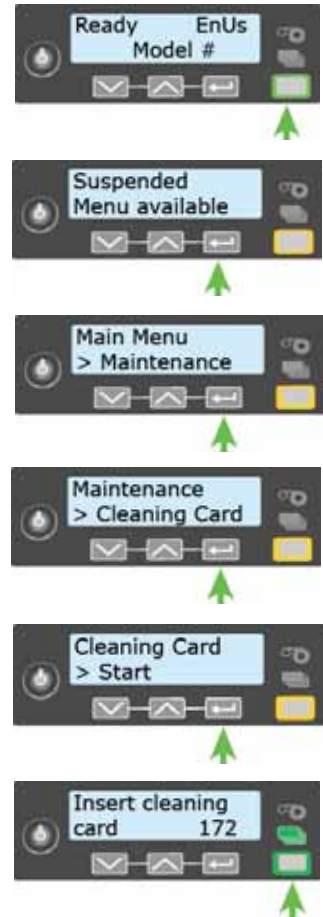 Ready EnUs
Model #
Suspended
Menu available
Main Menu
> Maintenance
Maintenance
> Cleaning Card
Cleaning Card
> Start
Insert cleaning
card 172